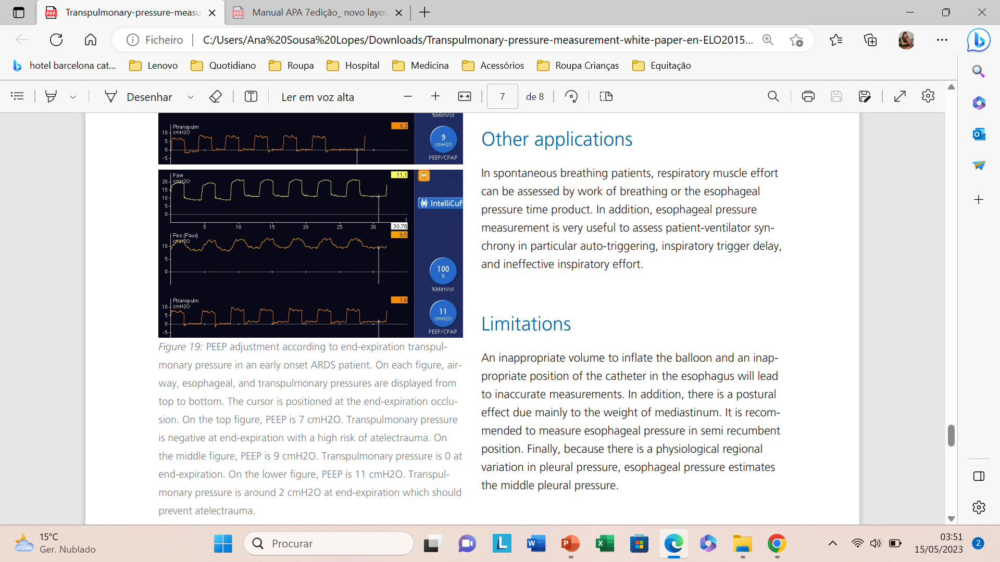 Transpulmonary-pressure-measu
Manual APA 7edição_ novo layou
Ficheiro
C:/Users/Ana%20Sousa%20Lopes/Downloads/Transpulmonary-pressure-measurement-white-paper-en-ELO2015...
hotel barcelona cat...
Lenovo
Quotidiano
Roupa
Hospital
Medicina
Acessórios
Roupa Crianças
Equitação
Desenhar
Ler em voz alta
7
de 8
%MinVol
Ptranspulm
cmH2O
10
5
0
-5
0.2
9
cmH2O
PEEP/CPAP
Paw
cmH2O
20
15
10
5
0
11.1
IntelliCuf
5 10 15 20 25 30
s
30.78
Pes (Paux)
cmH2O
10
5
0
9.5
100
%
%MinVol
Ptranspulm
cmH2O
10
5
0
-5
1.6
11
cmH2O
PEEP/CPAP
Figure 19: PEEP adjustment according to end-expiration transpul-
monary pressure in an early onset ARDS patient. On each figure, air-
way, esophageal, and transpulmonary pressures are displayed from
top to bottom. The cursor is positioned at the end-expiration occlu-
sion. On the top figure, PEEP is 7 cmH2O. Transpulmonary pressure
is negative at end-expiration with a high risk of atelectrauma. On
the middle figure, PEEP is 9 cmH2O. Transpulmonary pressure is 0 at
end-expiration. On the lower figure, PEEP is 11 cmH2O. Transpul-
monary pressure is around 2 cmH2O at end-expiration which should
prevent atelectrauma.
Other applications
In spontaneous breathing patients, respiratory muscle effort
can be assessed by work of breathing or the esophageal
pressure time product. In addition, esophageal pressure
measurement is very useful to assess patient-ventilator syn-
chrony in particular auto-triggering, inspiratory trigger delay,
and ineffective inspiratory effort.
Limitations
An inappropriate volume to inflate the balloon and an inap-
propriate position of the catheter in the esophagus will lead
to inaccurate measurements. In addition, there is a postural
effect due mainly to the weight of mediastinum. It is recom-
mended to measure esophageal pressure in semi recumbent
position. Finally, because there is a physiological regional
variation in pleural pressure, esophageal pressure estimates
the middle pleural pressure.
15°C
Ger. Nublado
Procurar
03:51
15/05/2023
2